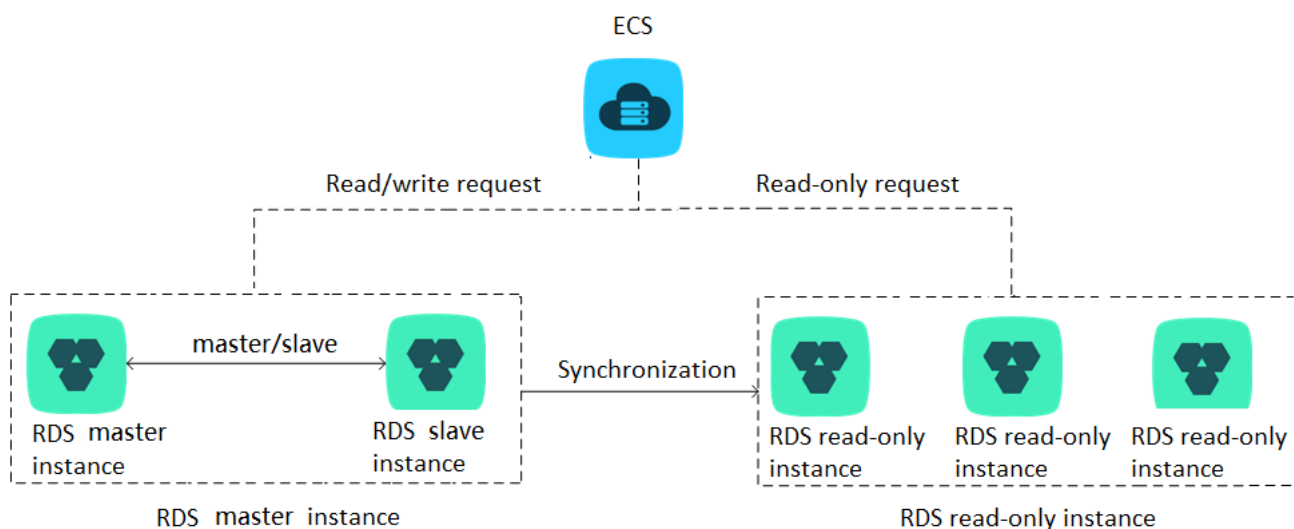 ECS
Read/write request
Read-only request
master/slave
Synchronization
RDS master
instance
RDS slave
instance
RDS read-only
instance
RDS read-only
instance
RDS read-only
instance
RDS master instance
RDS read-only instance